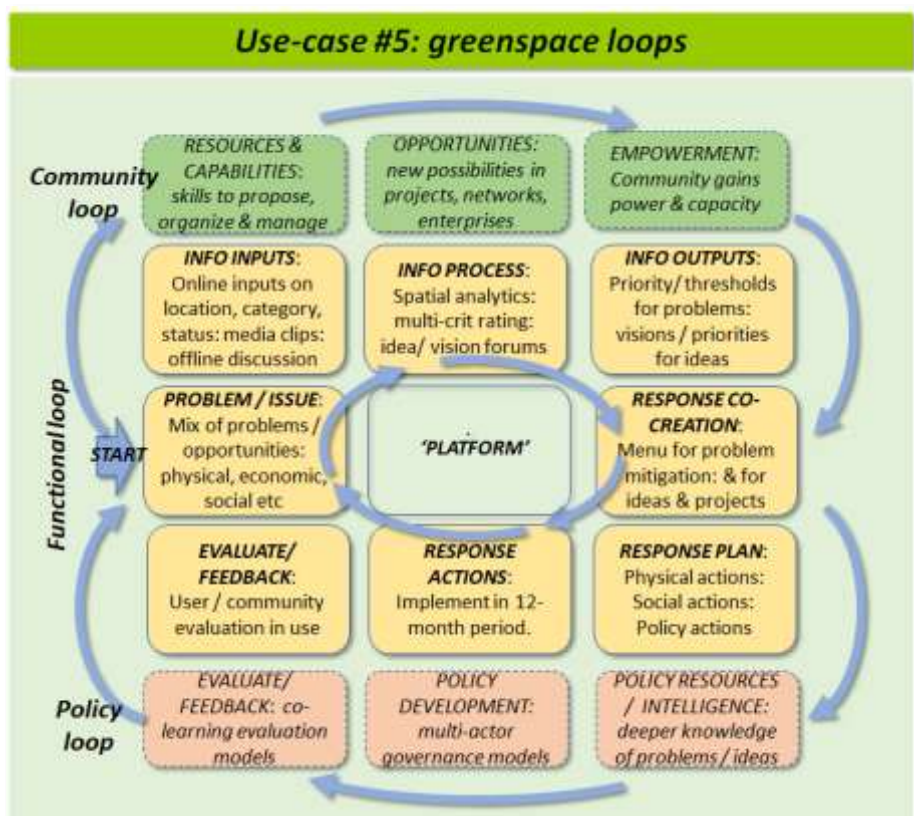 Use-case #5: greenspace loops
Community
loop
RESOURCES &
CAPABILITIES:
skills to propose,
organize & manage
OPPORTUNITIES:
new possibilities in
projects, networks,
enterprises
EMPOWERMENT:
Community gains
power & capacity
INFO INPUTS:
Online inputs on
location, category,
status: media clips:
offline discussion
INFO PROCESS:
Spatial analytics:
multi-crit rating:
idea/ vision forums
INFO OUTPUTS:
Priority/ thresholds
for problems:
visions / priorities
for ideas
Functional loop
START
PROBLEM / ISSUE:
Mix of problems /
opportunities:
physical, economic,
social etc
‘PLATFORM’
RESPONSE CO-
CREATION:
Menu for problem
mitigation: & for
ideas & projects
EVALUATE/
FEEDBACK:
User / community
evaluation in use
RESPONSE
ACTIONS:
Implement in 12-
month period.
RESPONSE PLAN:
Physical actions:
Social actions:
Policy actions
Policy
loop
EVALUATE/
FEEDBACK: co-
learning evaluation
models
POLICY
DEVELOPMENT:
multi-actor
governance models
POLICY RESOURCES
/ INTELLIGENCE:
deeper knowledge
of problems / ideas